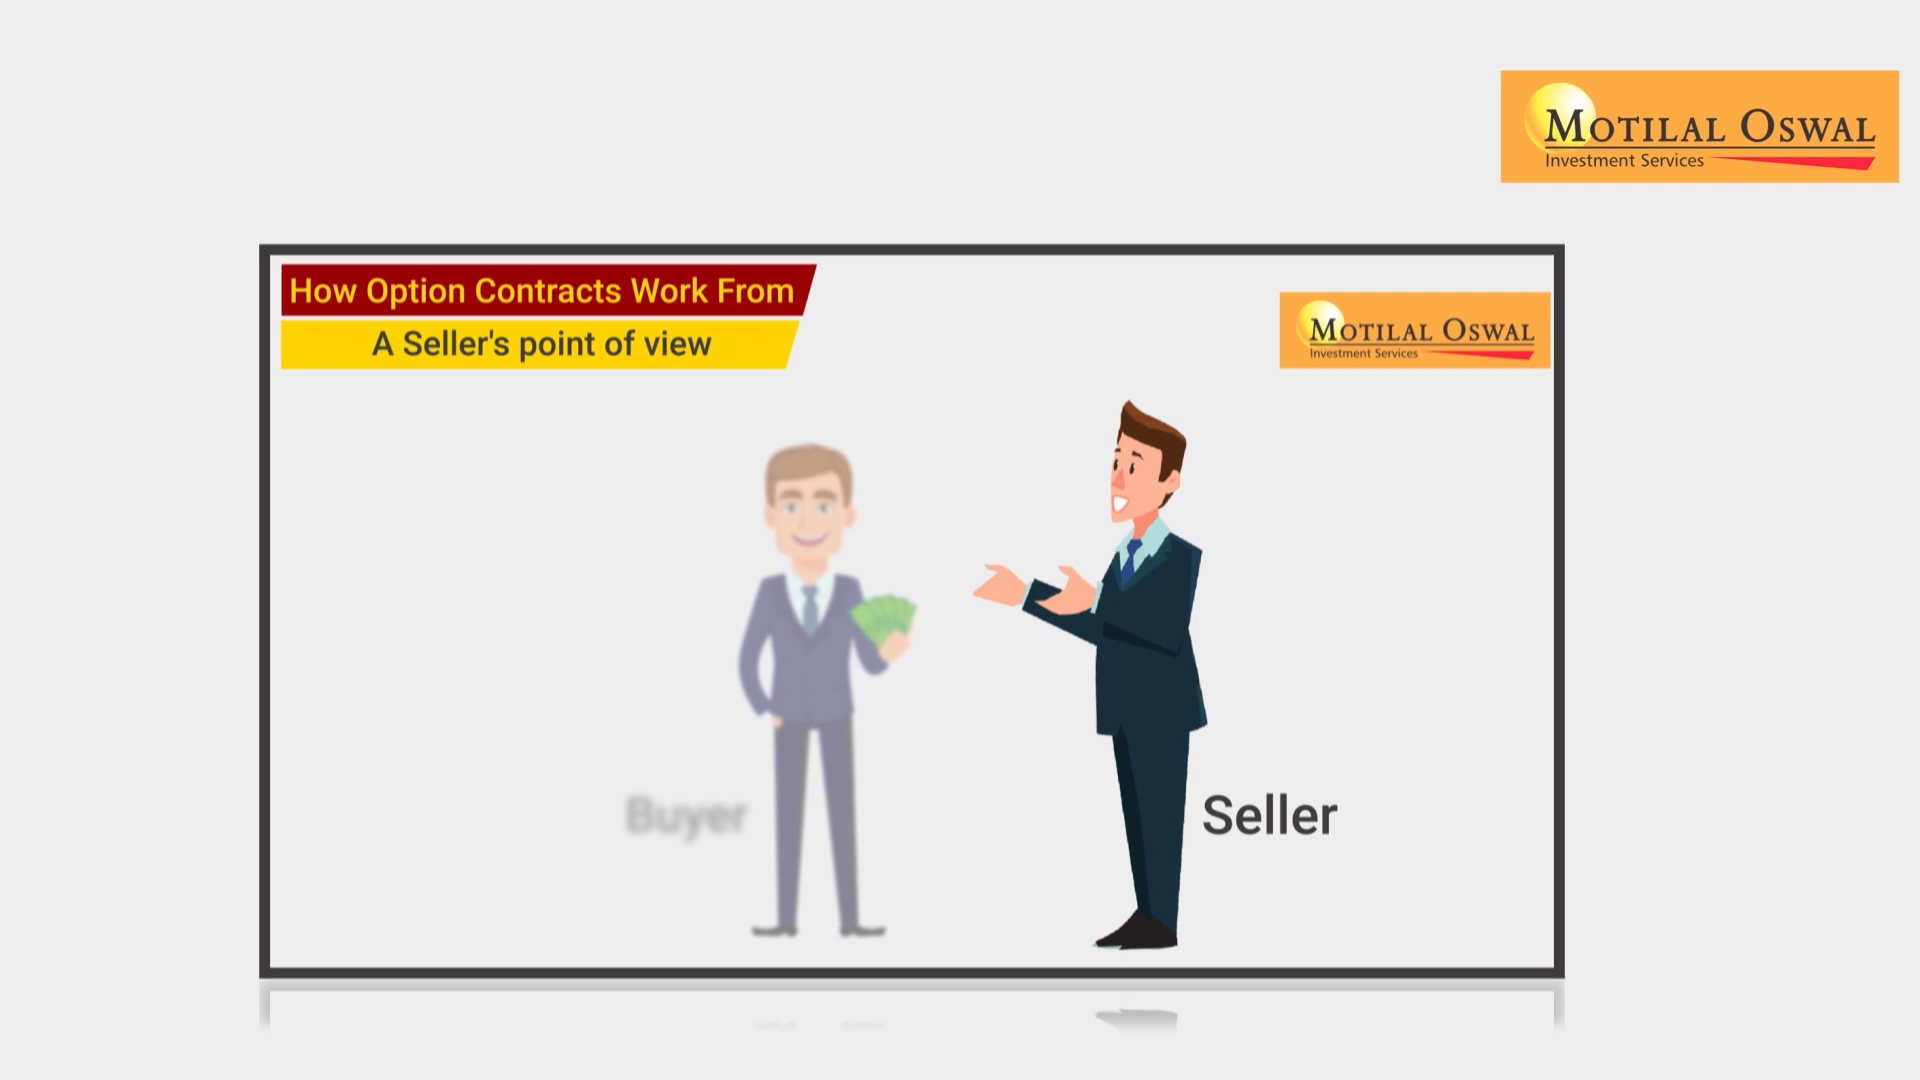 MOTILAL OSWAL
Investment Services
How Option Contracts Work From
A Seller's point of view
MOTILAL OSWAL
Investment Services
Buyer
Seller